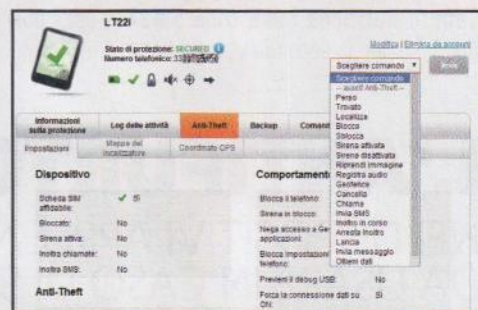 LT22i
Stato di protezione: SECURED
Numero telefonico:
Modifica | Elimina da account
Scegliere comando
Invia
Scegliere comando
-- avast! Anti-Theft --
Perso
Trovato
Localizza
Blocca
Sblocca
Sirena attivata
Sirena disattivata
Riprendi immagine
Registra audio
Geofence
Cancella
Chiama
Invia SMS
Inoltro in corso
Arresta Inoltro
Lancia
Invia messaggio
Ottieni dati
Informazioni sulla protezione
Log delle attività
Anti-Theft
Backup
Impostazioni
Mappa del localizzatore
Coordinate GPS
Dispositivo
Scheda SIM affidabile: Sì
Bloccato: No
Sirena attiva: No
Inoltra chiamate: No
Inoltra SMS: No
Anti-Theft
Blocca il telefono:
Sirena in blocco:
Nega accesso a
applicazioni:
Blocca Impostazioni
telefono:
Previeni il debug USB: No
Forza la connessione dati su ON: Sì